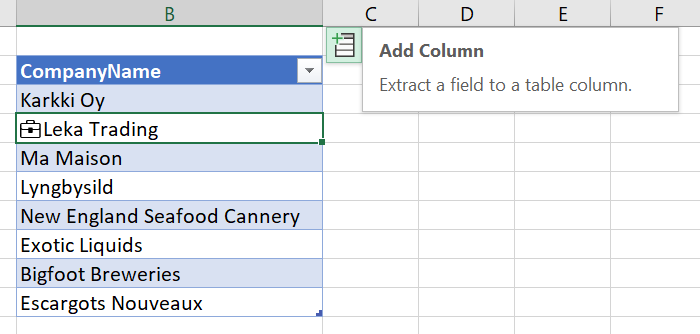 B C D E F
Add Column
Extract a field to a table column.
CompanyName
Karkki Oy
Leka Trading
Ma Maison
Lyngbysild
New England Seafood Cannery
Exotic Liquids
Bigfoot Breweries
Escargots Nouveaux